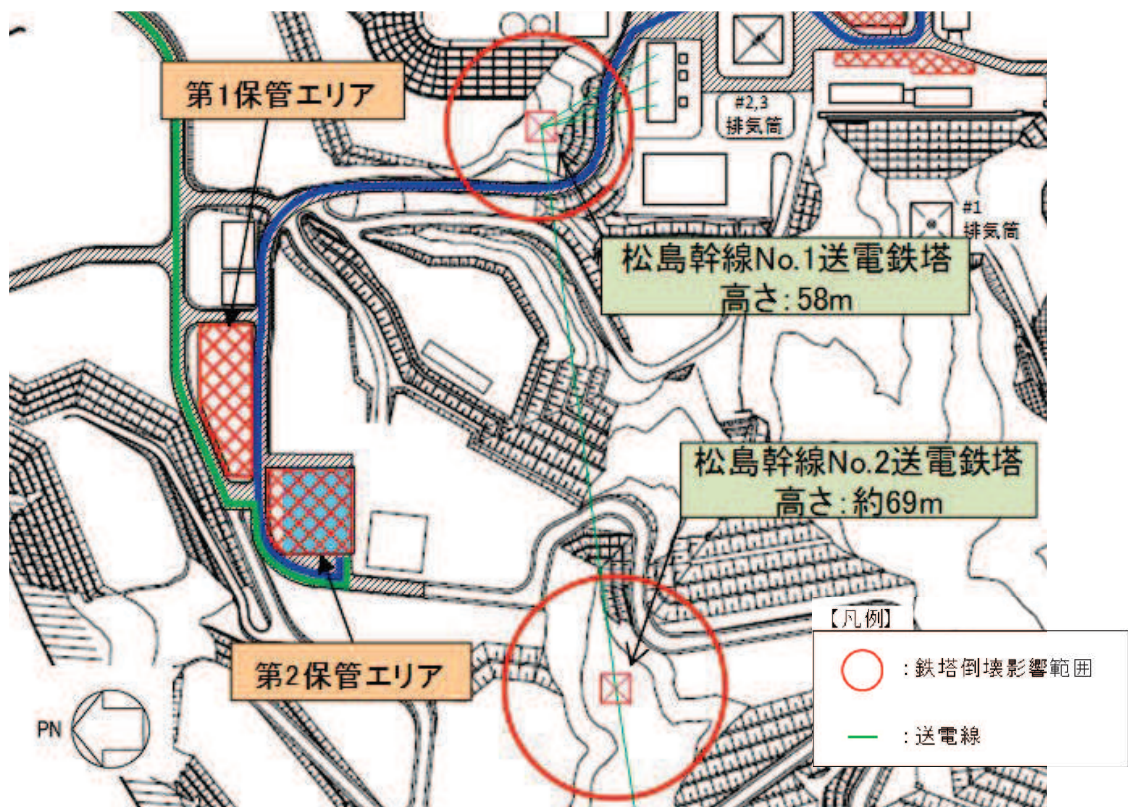 第1保管エリア
#2,3
排気筒
#1
排気筒
松島幹線No.1送電鉄塔
高さ:58m
松島幹線No.2送電鉄塔
高さ:約69m
第2保管エリア
PN
【凡例】
:鉄塔倒壊影響範囲
:送電線